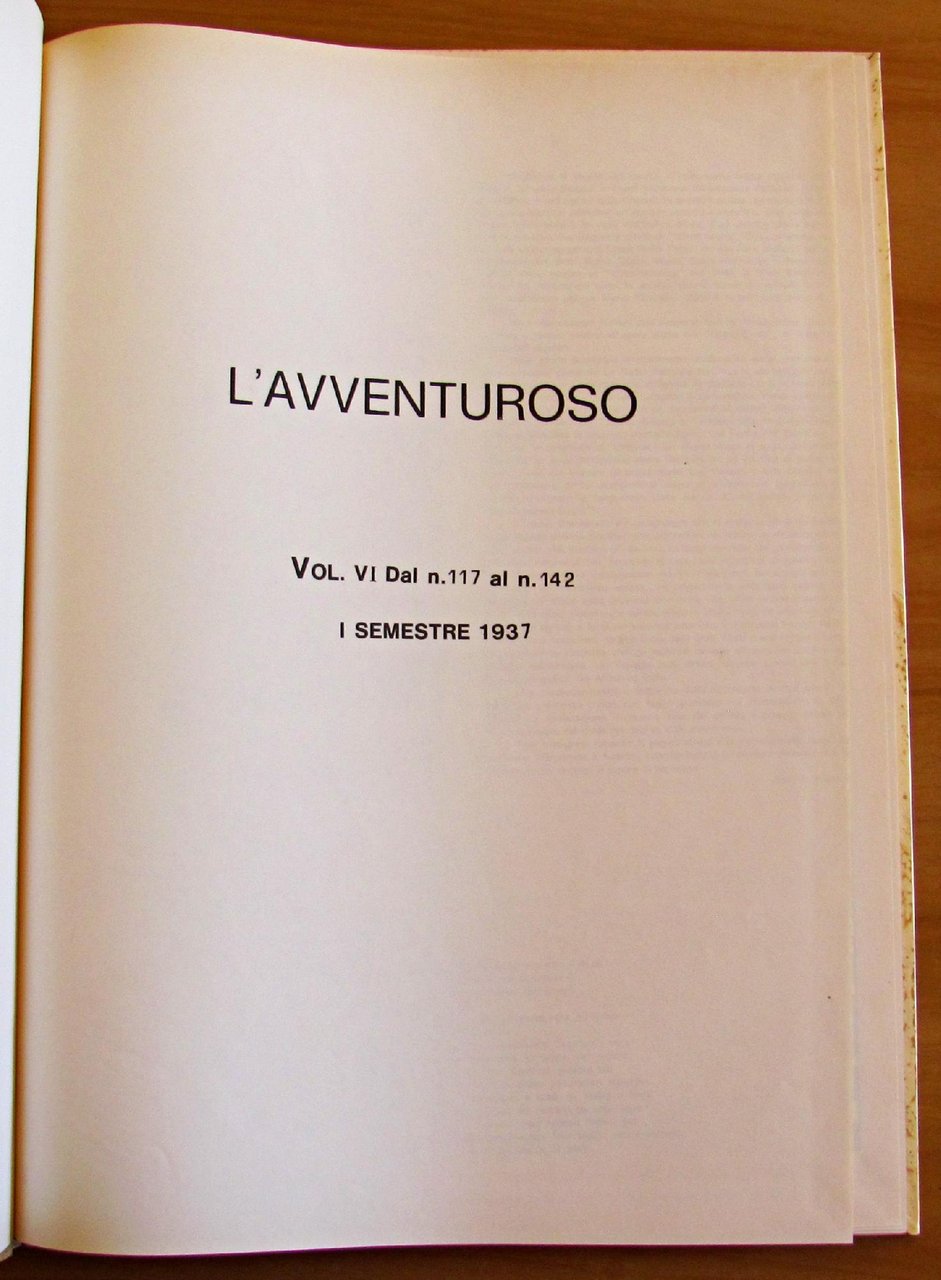 L'AVVENTUROSO
VOL. VI Dal n.117 al n.142
I SEMESTRE 1937